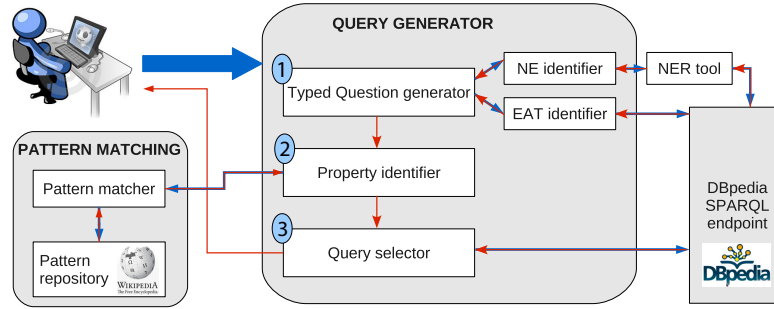 QUERY GENERATOR
1
Typed Question generator
NE identifier
NER tool
EAT identifier
PATTERN MATCHING
2
Pattern matcher
Property identifier
DBpedia
SPARQL
endpoint
3
Pattern
repository
WIKIPEDIA
The Free Encyclopedia
Query selector
DBpedia